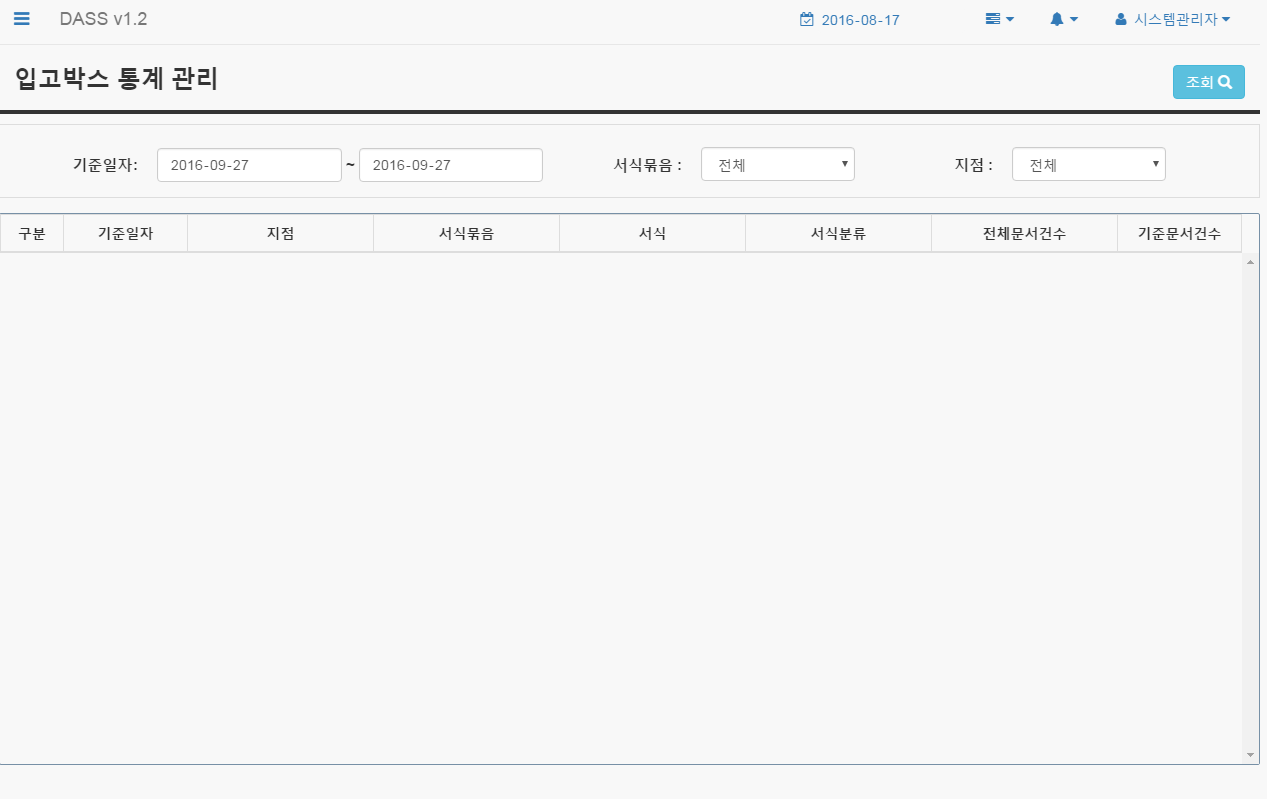 DASS v1.2 2016-08-17 시스템관리자
입고박스 통계 관리 조회
기준일자: 2016-09-27 ~ 2016-09-27 서식묶음 : 전체 지점 : 전체
구분 기준일자 지점 서식묶음 서식 서식분류 전체문서건수 기준문서건수